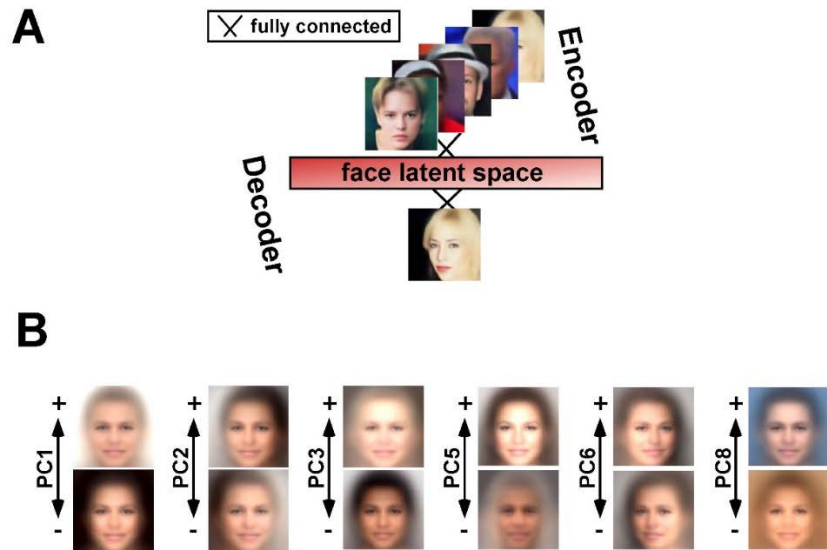 A
fully connected
Encoder
face latent space
Decoder
B
+ + + + + +
PC1 PC2 PC3 PC5 PC6 PC8
- - - - - -